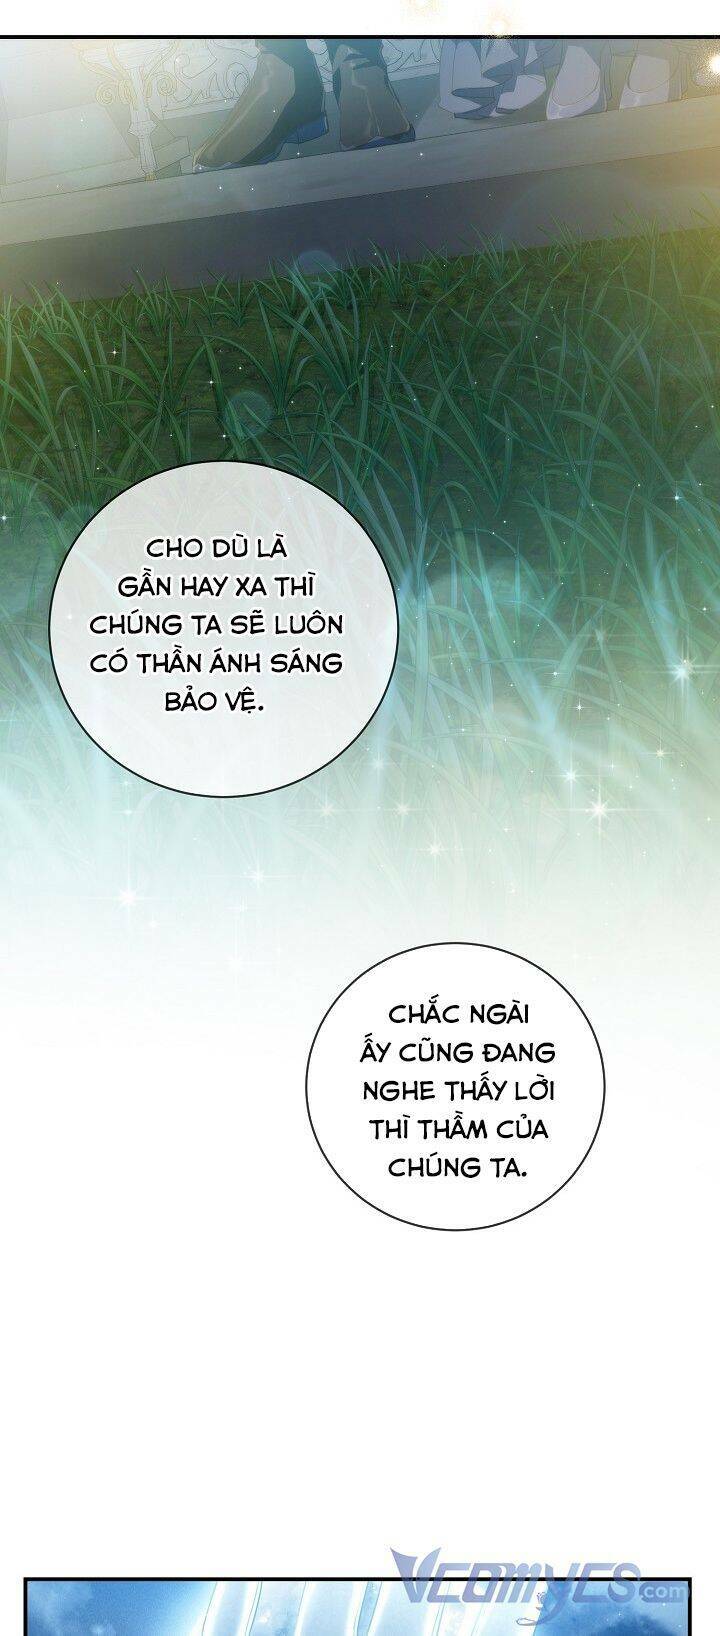 CHO DÙ LÀ
GẦN HAY XA THÌ
CHÚNG TA SẼ LUÔN
CÓ THẦN ÁNH SÁNG
BẢO VỆ.
CHẮC NGÀI
ẤY CŨNG ĐANG
NGHE THẤY LỜI
THÌ THẦM CỦA
CHÚNG TA.
VCOMYCS.com